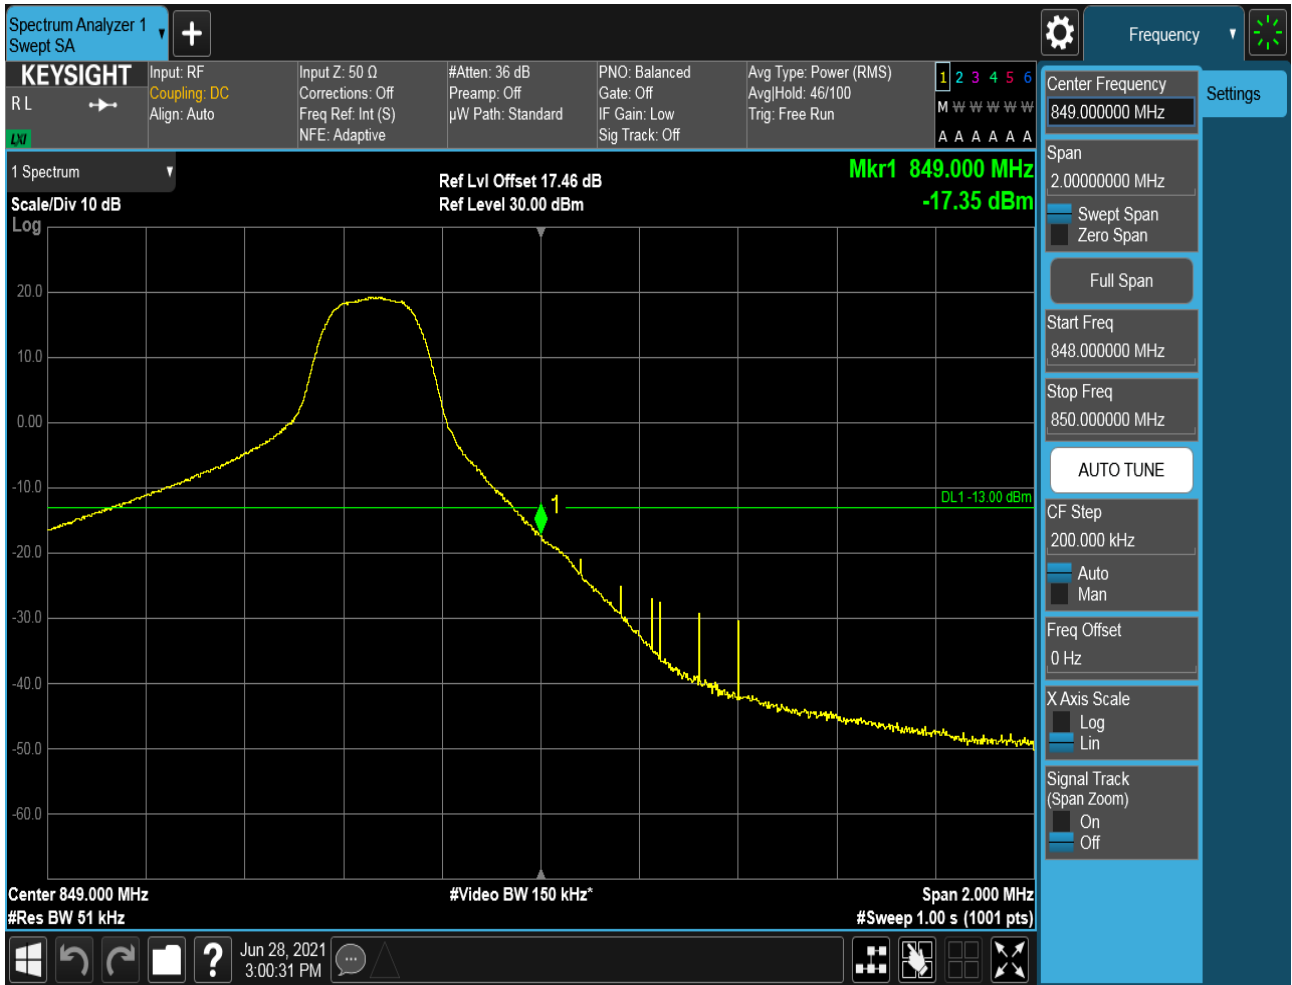 Spectrum Analyzer 1
Swept SA
Frequency
KEYSIGHT
R L
LXI
Input: RF
Coupling: DC
Align: Auto
Input Z: 50 Ω
Corrections: Off
Freq Ref: Int (S)
NFE: Adaptive
#Atten: 36 dB
Preamp: Off
µW Path: Standard
PNO: Balanced
Gate: Off
IF Gain: Low
Sig Track: Off
Avg Type: Power (RMS)
Avg|Hold: 46/100
Trig: Free Run
1 2 3 4 5 6
M W W W W W
A A A A A A
1 Spectrum
Scale/Div 10 dB
Log
Ref Lvl Offset 17.46 dB
Ref Level 30.00 dBm
Mkr1 849.000 MHz
-17.35 dBm
20.0
10.0
0.00
-10.0
-20.0
-30.0
-40.0
-50.0
-60.0
1
DL1 -13.00 dBm
Center 849.000 MHz
#Res BW 51 kHz
#Video BW 150 kHz*
Span 2.000 MHz
#Sweep 1.00 s (1001 pts)
Center Frequency
849.000000 MHz
Settings
Span
2.00000000 MHz
Swept Span
Zero Span
Full Span
Start Freq
848.000000 MHz
Stop Freq
850.000000 MHz
AUTO TUNE
CF Step
200.000 kHz
Auto
Man
Freq Offset
0 Hz
X Axis Scale
Log
Lin
Signal Track
(Span Zoom)
On
Off
?
Jun 28, 2021
3:00:31 PM